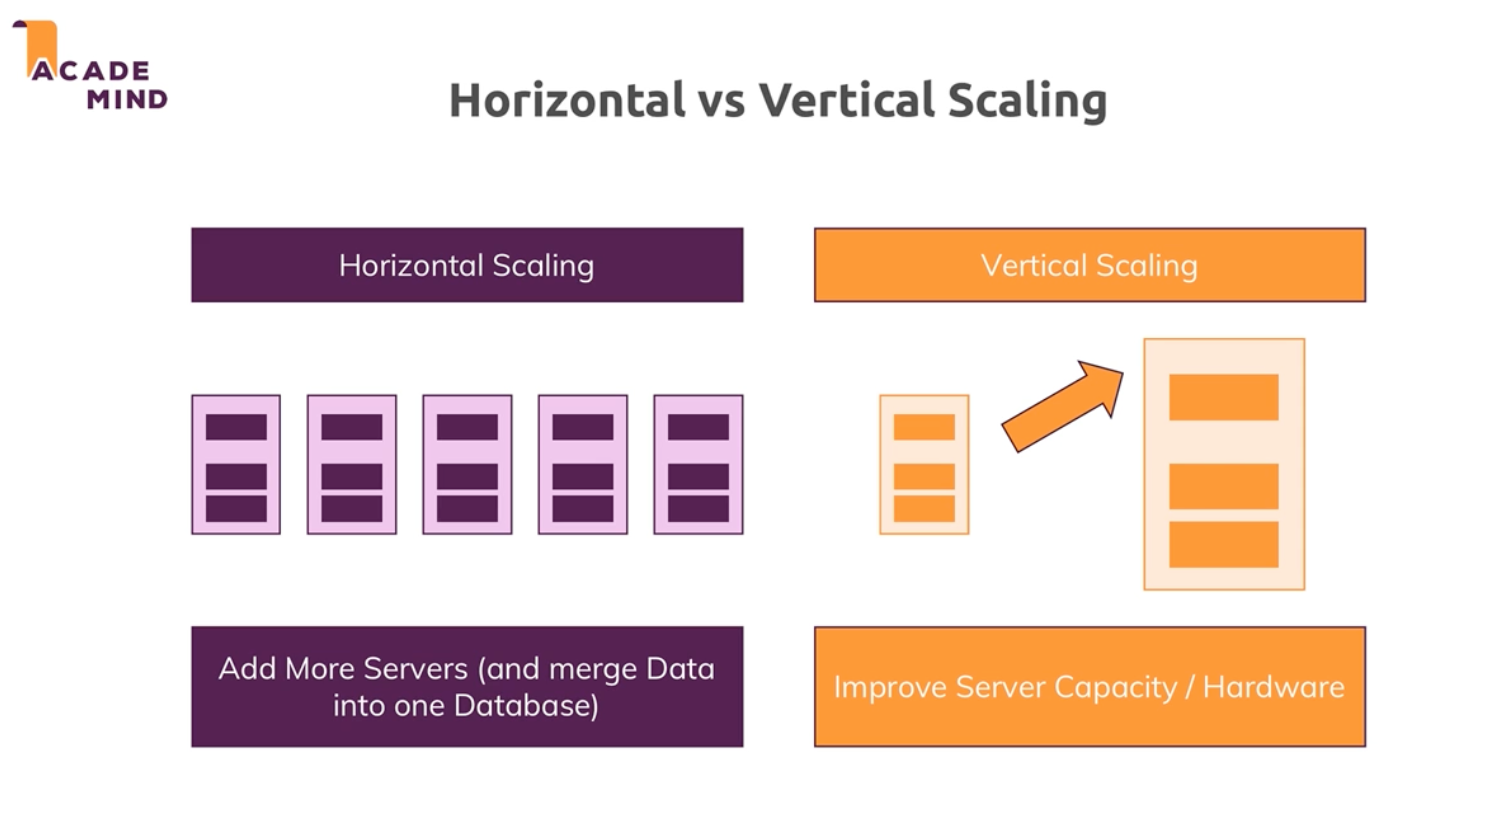 ACADE
MIND
Horizontal vs Vertical Scaling
Horizontal Scaling
Vertical Scaling
Add More Servers (and merge Data
into one Database)
Improve Server Capacity / Hardware